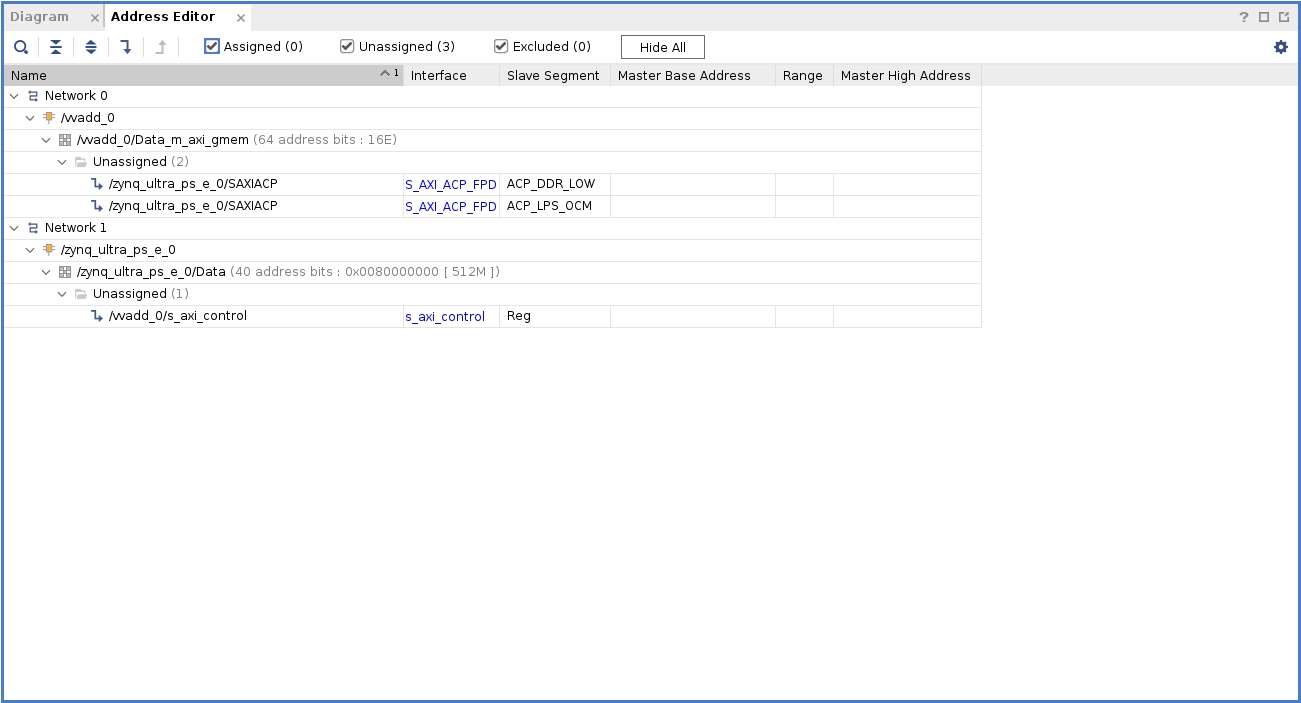 Diagram Address Editor ?
Assigned (0) Unassigned (3) Excluded (0) Hide All
Name 1 Interface Slave Segment Master Base Address Range Master High Address
Network 0
/vvadd_0
/vvadd_0/Data_m_axi_gmem (64 address bits : 16E)
Unassigned (2)
/zynq_ultra_ps_e_0/SAXIACP S_AXI_ACP_FPD ACP_DDR_LOW
/zynq_ultra_ps_e_0/SAXIACP S_AXI_ACP_FPD ACP_LPS_OCM
Network 1
/zynq_ultra_ps_e_0
/zynq_ultra_ps_e_0/Data (40 address bits : 0x0080000000 [ 512M ])
Unassigned (1)
/vvadd_0/s_axi_control s_axi_control Reg